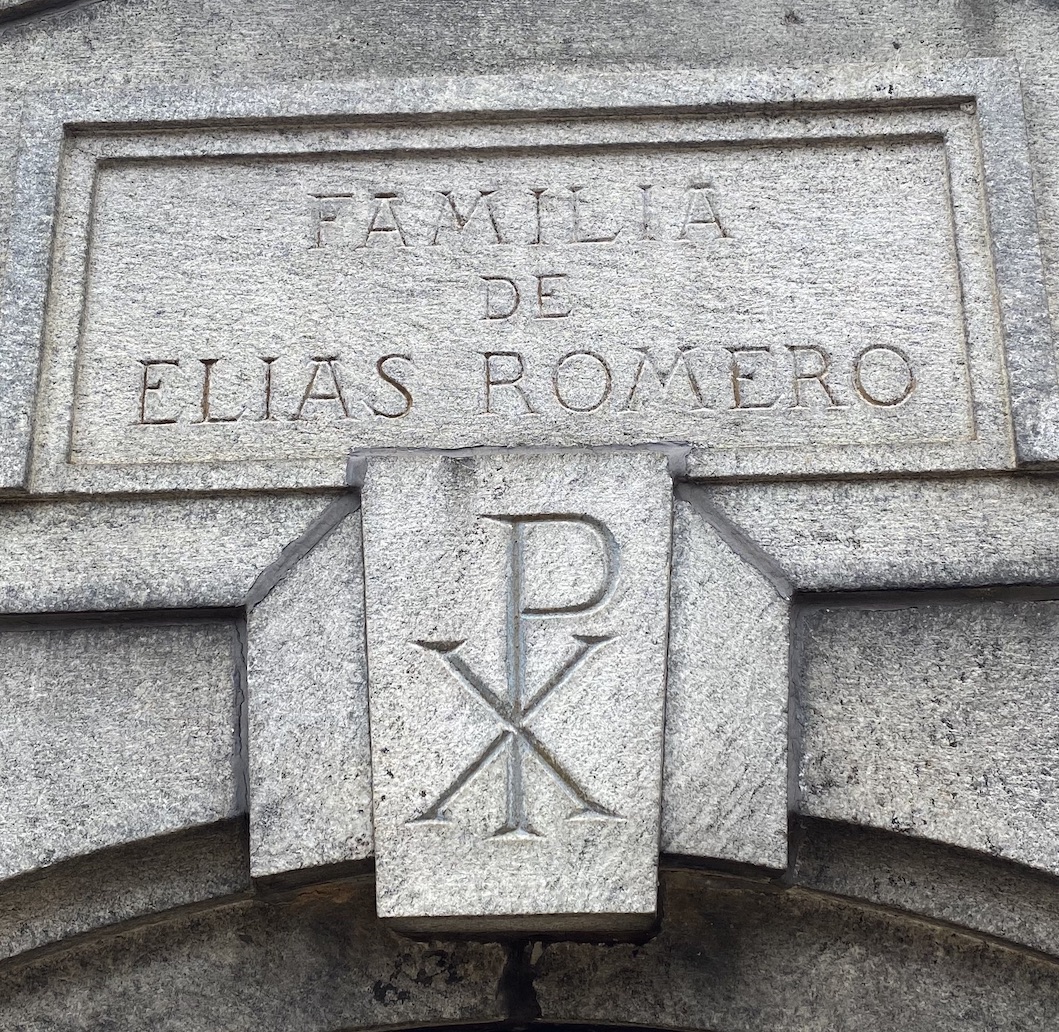 FAMILIA
DE
ELIAS ROMERO
☧